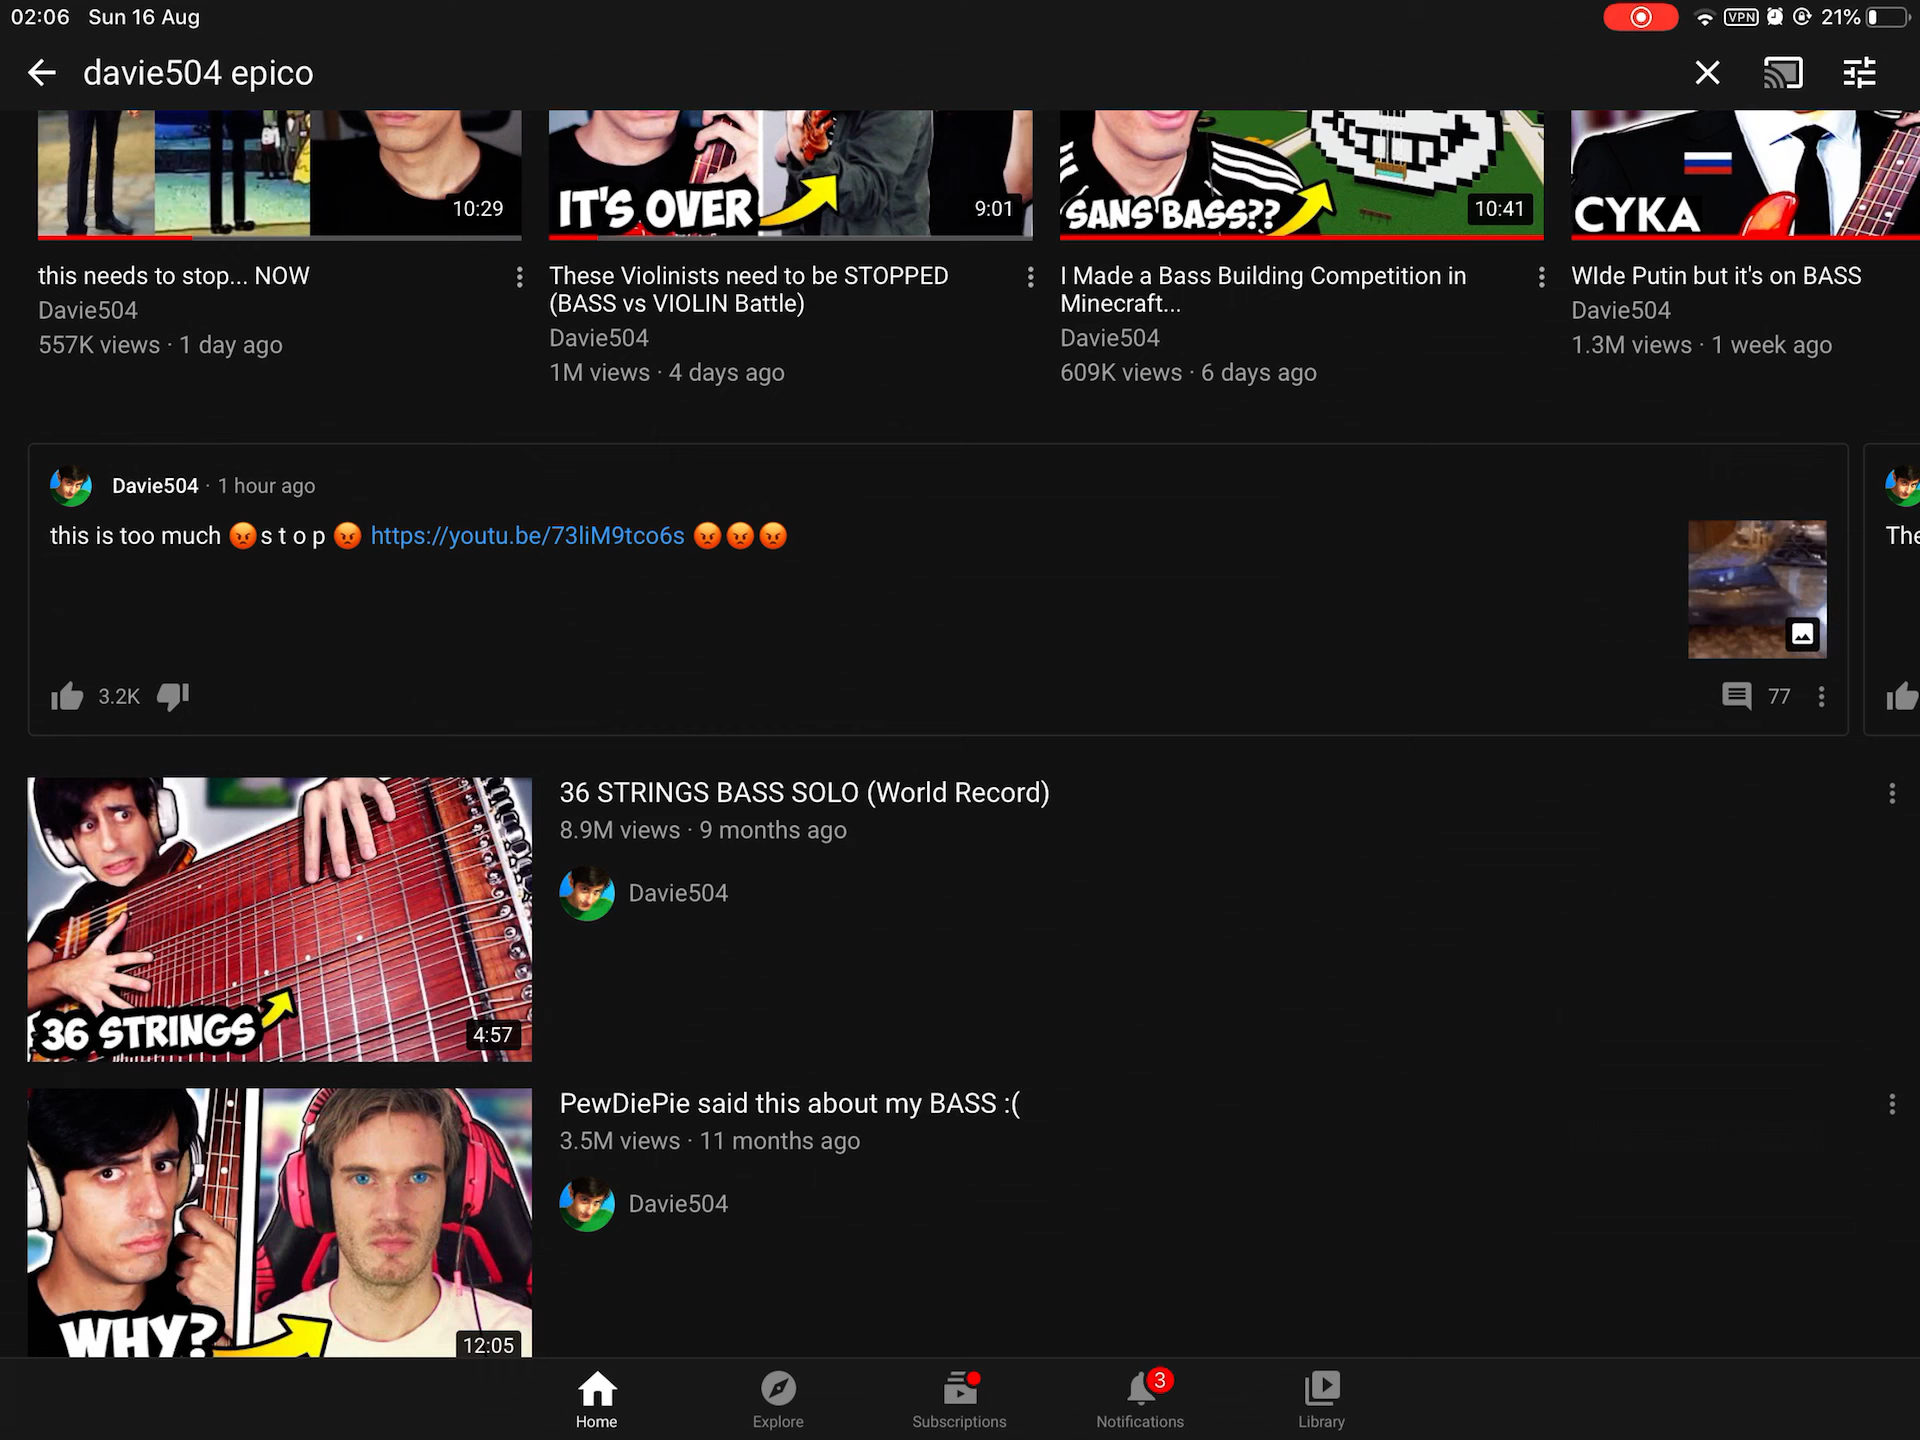 02:06 Sun 16 Aug
VPN 21%
davie504 epico
10:29
IT'S OVER
9:01
SANS BASS??
10:41
CYKA
this needs to stop... NOW
Davie504
557K views · 1 day ago
These Violinists need to be STOPPED
(BASS vs VIOLIN Battle)
Davie504
1M views · 4 days ago
I Made a Bass Building Competition in
Minecraft...
Davie504
609K views · 6 days ago
WIde Putin but it's on BASS
Davie504
1.3M views · 1 week ago
Davie504 · 1 hour ago
this is too much 😡 s t o p 😡 https://youtu.be/73liM9tco6s 😡😡😡
The
3.2K
77
36 STRINGS
4:57
36 STRINGS BASS SOLO (World Record)
8.9M views · 9 months ago
Davie504
WHY?
12:05
PewDiePie said this about my BASS :(
3.5M views · 11 months ago
Davie504
Home
Explore
Subscriptions
3
Notifications
Library